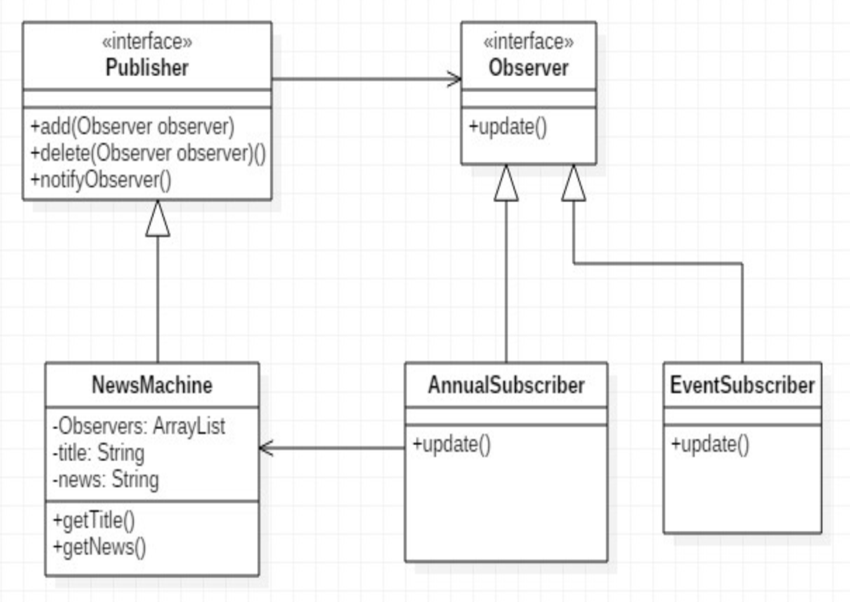 «interface»
Publisher
+add(Observer observer)
+delete(Observer observer)()
+notifyObserver()
«interface»
Observer
+update()
NewsMachine
-Observers: ArrayList
-title: String
-news: String
+getTitle()
+getNews()
AnnualSubscriber
+update()
EventSubscriber
+update()